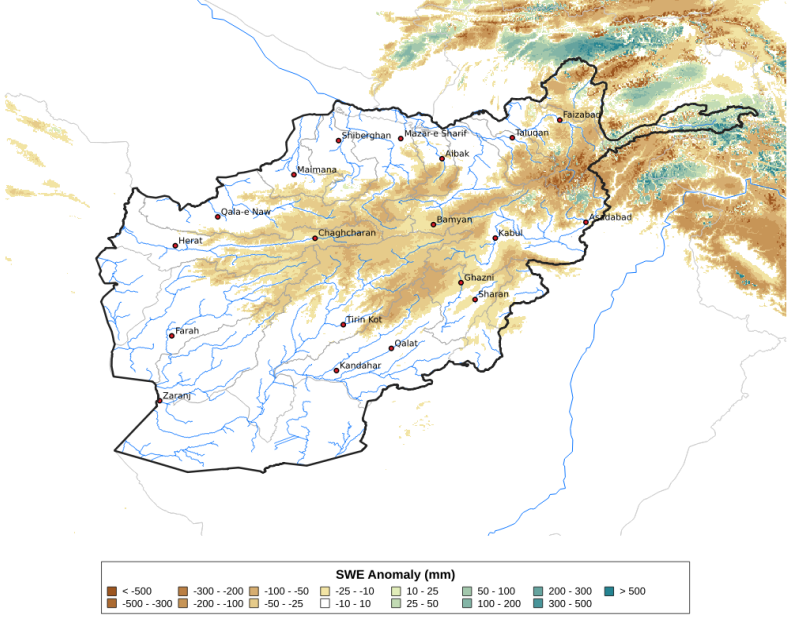 Faizabad
Shiberghan
Mazar-e Sharif
Taluqan
Aibak
Maimana
Qala-e Naw
Bamyan
Asadabad
Herat
Chaghcharan
Kabul
Ghazni
Sharan
Farah
Tirin Kot
Qalat
Kandahar
Zaranj
SWE Anomaly (mm)
< -500 -300 - -200 -100 - -50 -25 - -10 10 - 25 50 - 100 200 - 300 > 500
-500 - -300 -200 - -100 -50 - -25 -10 - 10 25 - 50 100 - 200 300 - 500